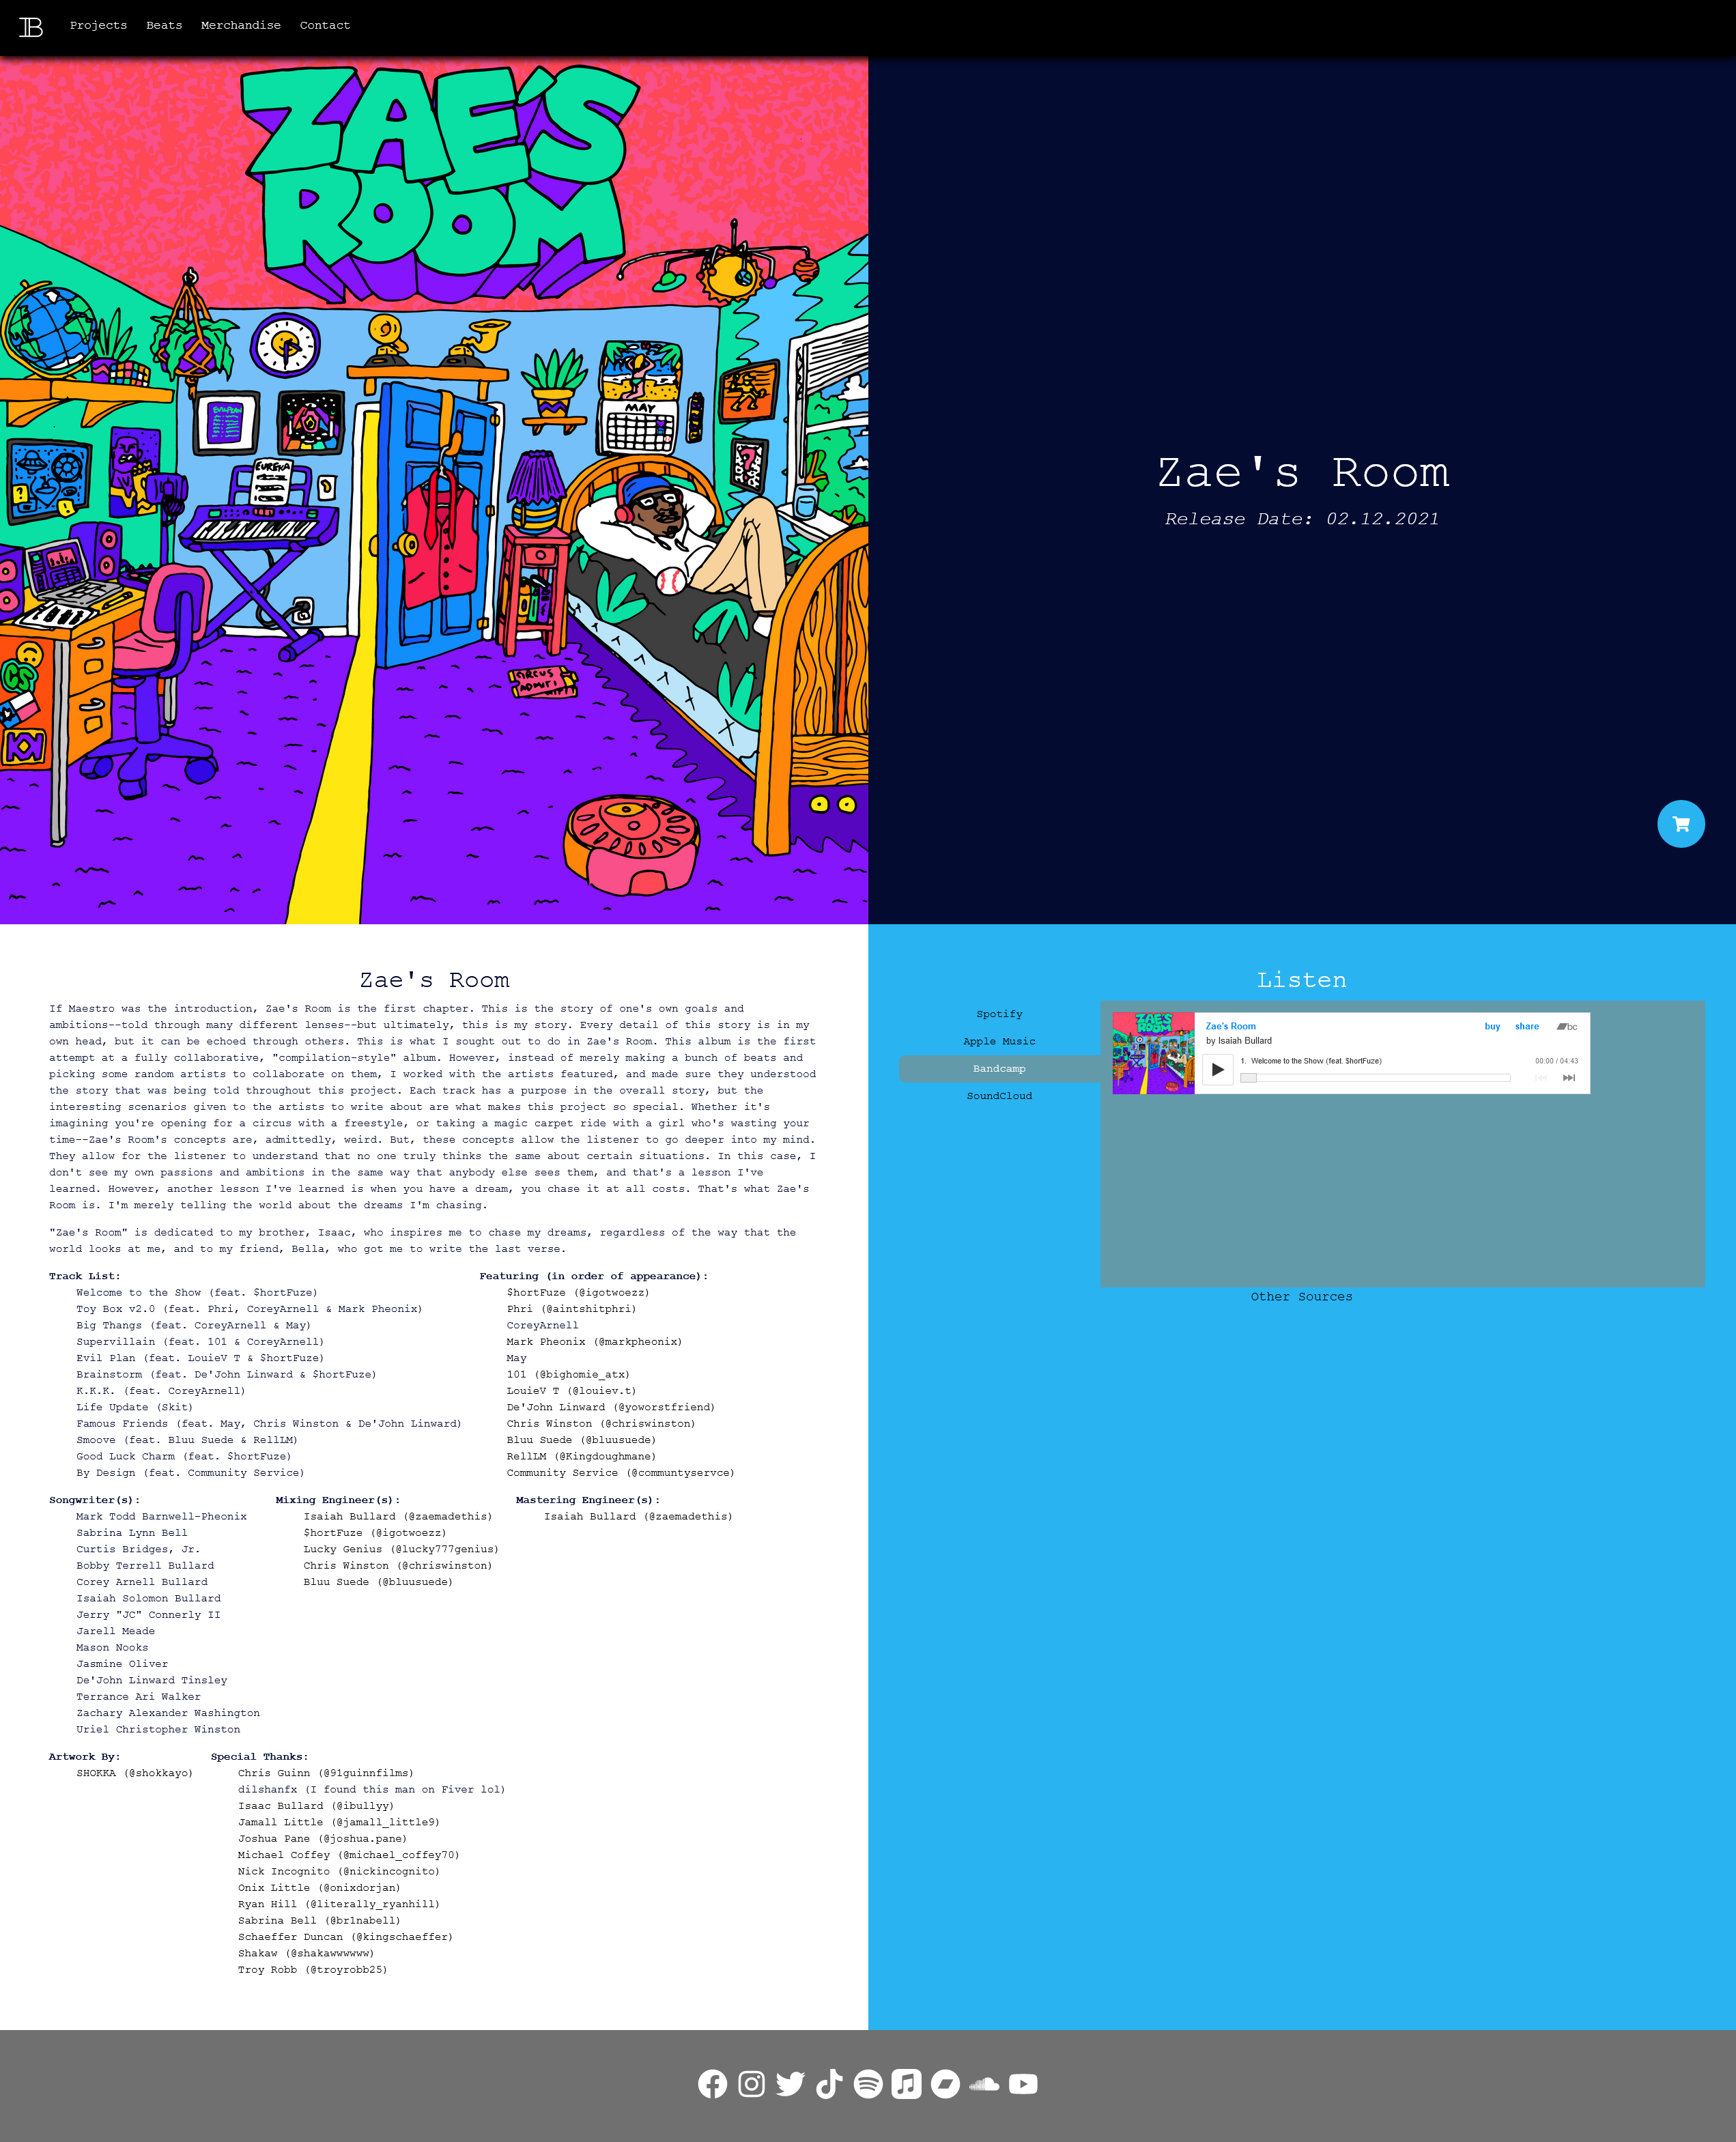 IB Projects Beats Merchandise Contact
ZAE'S
ROOM
MAY
EUREKA
CIRCUS
CS
Zae's Room
Release Date: 02.12.2021
Zae's Room
If Maestro was the introduction, Zae's Room is the first chapter. This is the story of one's own goals and
ambitions--told through many different lenses--but ultimately, this is my story. Every detail of this story is in my
own head, but it can be echoed through others. This is what I sought out to do in Zae's Room. This album is the first
attempt at a fully collaborative, "compilation-style" album. However, instead of merely making a bunch of beats and
picking some random artists to collaborate on them, I worked with the artists featured, and made sure they understood
the story that was being told throughout this project. Each track has a purpose in the overall story, but the
interesting scenarios given to the artists to write about are what makes this project so special. Whether it's
imagining you're opening for a circus with a freestyle, or taking a magic carpet ride with a girl who's wasting your
time--Zae's Room's concepts are, admittedly, weird. But, these concepts allow the listener to go deeper into my mind.
They allow for the listener to understand that no one truly thinks the same about certain situations. In this case, I
don't see my own passions and ambitions in the same way that anybody else sees them, and that's a lesson I've
learned. However, another lesson I've learned is when you have a dream, you chase it at all costs. That's what Zae's
Room is. I'm merely telling the world about the dreams I'm chasing.
"Zae's Room" is dedicated to my brother, Isaac, who inspires me to chase my dreams, regardless of the way that the
world looks at me, and to my friend, Bella, who got me to write the last verse.
Track List:
Welcome to the Show (feat. $hortFuze)
Toy Box v2.0 (feat. Phri, CoreyArnell & Mark Pheonix)
Big Thangs (feat. CoreyArnell & May)
Supervillain (feat. 101 & CoreyArnell)
Evil Plan (feat. LouieV T & $hortFuze)
Brainstorm (feat. De'John Linward & $hortFuze)
K.K.K. (feat. CoreyArnell)
Life Update (Skit)
Famous Friends (feat. May, Chris Winston & De'John Linward)
Smoove (feat. Bluu Suede & RellLM)
Good Luck Charm (feat. $hortFuze)
By Design (feat. Community Service)
Featuring (in order of appearance):
$hortFuze (@igotwoezz)
Phri (@aintshitphri)
CoreyArnell
Mark Pheonix (@markpheonix)
May
101 (@bighomie_atx)
LouieV T (@louiev.t)
De'John Linward (@yoworstfriend)
Chris Winston (@chriswinston)
Bluu Suede (@bluusuede)
RellLM (@Kingdoughmane)
Community Service (@communtyservce)
Songwriter(s):
Mark Todd Barnwell-Pheonix
Sabrina Lynn Bell
Curtis Bridges, Jr.
Bobby Terrell Bullard
Corey Arnell Bullard
Isaiah Solomon Bullard
Jerry "JC" Connerly II
Jarell Meade
Mason Nooks
Jasmine Oliver
De'John Linward Tinsley
Terrance Ari Walker
Zachary Alexander Washington
Uriel Christopher Winston
Mixing Engineer(s):
Isaiah Bullard (@zaemadethis)
$hortFuze (@igotwoezz)
Lucky Genius (@lucky777genius)
Chris Winston (@chriswinston)
Bluu Suede (@bluusuede)
Mastering Engineer(s):
Isaiah Bullard (@zaemadethis)
Artwork By:
SHOKKA (@shokkayo)
Special Thanks:
Chris Guinn (@91guinnfilms)
dilshanfx (I found this man on Fiver lol)
Isaac Bullard (@ibullyy)
Jamall Little (@jamall_little9)
Joshua Pane (@joshua.pane)
Michael Coffey (@michael_coffey70)
Nick Incognito (@nickincognito)
Onix Little (@onixdorjan)
Ryan Hill (@literally_ryanhill)
Sabrina Bell (@br1nabell)
Schaeffer Duncan (@kingschaeffer)
Shakaw (@shakawwwwww)
Troy Robb (@troyrobb25)
Listen
Spotify
Apple Music
Bandcamp
SoundCloud
ZAE'S
ROOM
Zae's Room buy share bc
by Isaiah Bullard
1. Welcome to the Show (feat. $hortFuze) 00:00 / 04:43
Other Sources